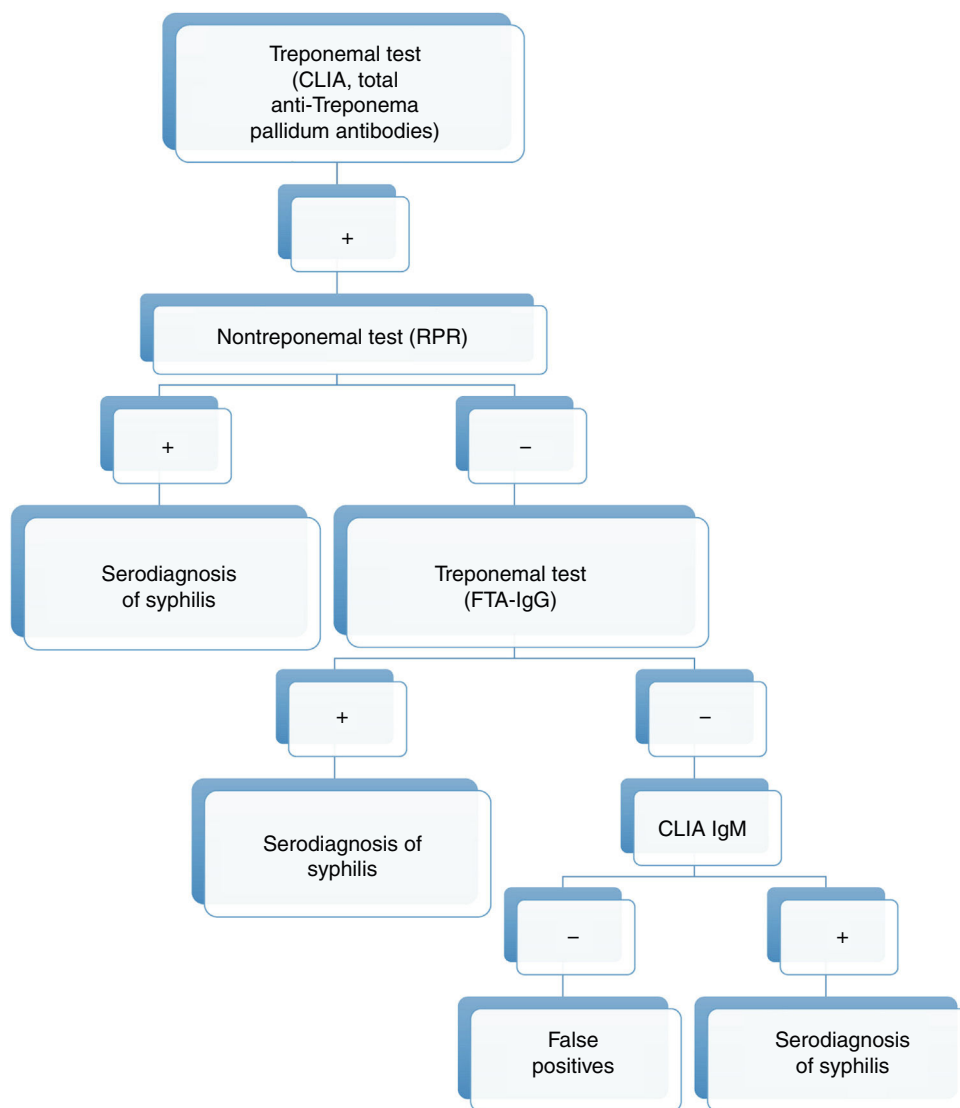 Treponemal test
(CLIA, total
anti-Treponema
pallidum antibodies)
+
Nontreponemal test (RPR)
+
−
Serodiagnosis
of syphilis
Treponemal test
(FTA-IgG)
+
−
Serodiagnosis of
syphilis
CLIA IgM
−
+
False
positives
Serodiagnosis
of syphilis